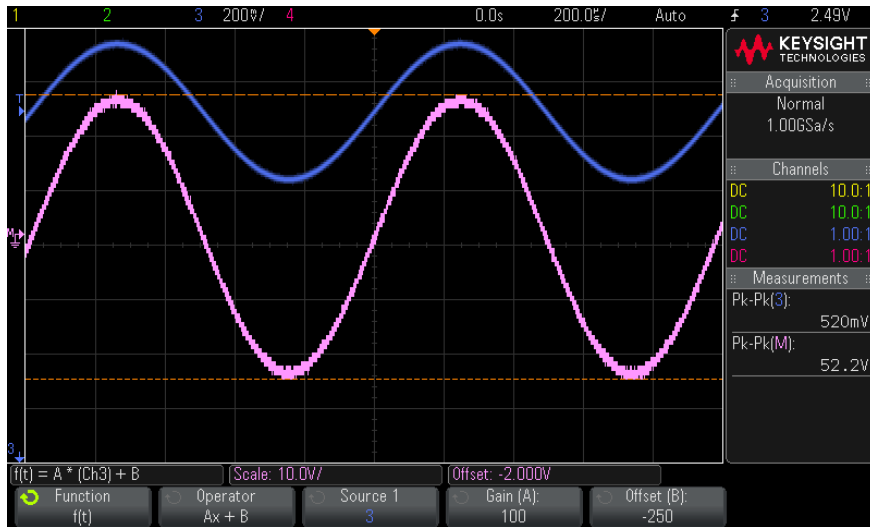 1 2 3 200▽/ 4 0.0s 200.0㎲/ Auto 3 2.49V
KEYSIGHT
TECHNOLOGIES
Acquisition
Normal
1.00GSa/s
Channels
DC 10.0:1
DC 10.0:1
DC 1.00:1
DC 1.00:1
Measurements
Pk-Pk(3):
520mV
Pk-Pk(M):
52.2V
T
M
3
f(t) = A * (Ch3) + B Scale: 10.0V/ Offset: -2.000V
Function Operator Source 1 Gain (A): Offset (B):
f(t) Ax + B 3 100 -250